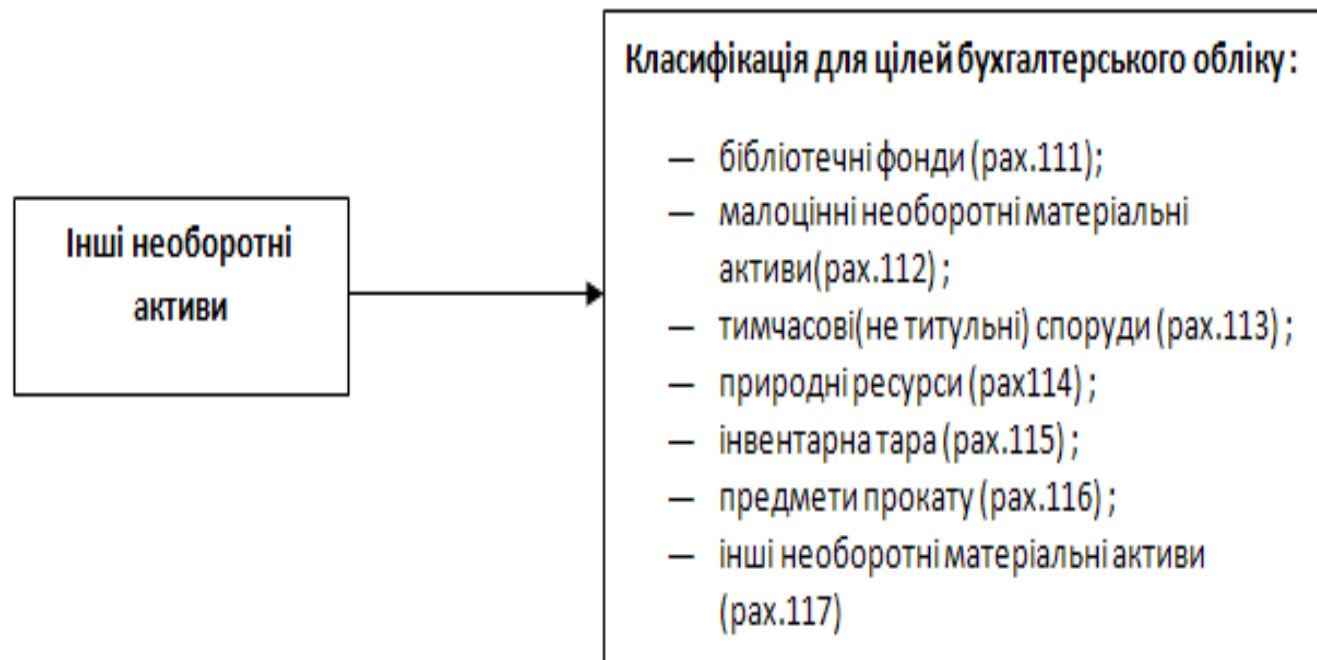 Інші необоротні
активи
Класифікація для цілей бухгалтерського обліку :
— бібліотечні фонди (рах.111);
— малоцінні необоротні матеріальні
активи(рах.112) ;
— тимчасові(не титульні) споруди (рах.113) ;
— природні ресурси (рах114) ;
— інвентарна тара (рах.115) ;
— предмети прокату (рах.116) ;
— інші необоротні матеріальні активи
(рах.117)